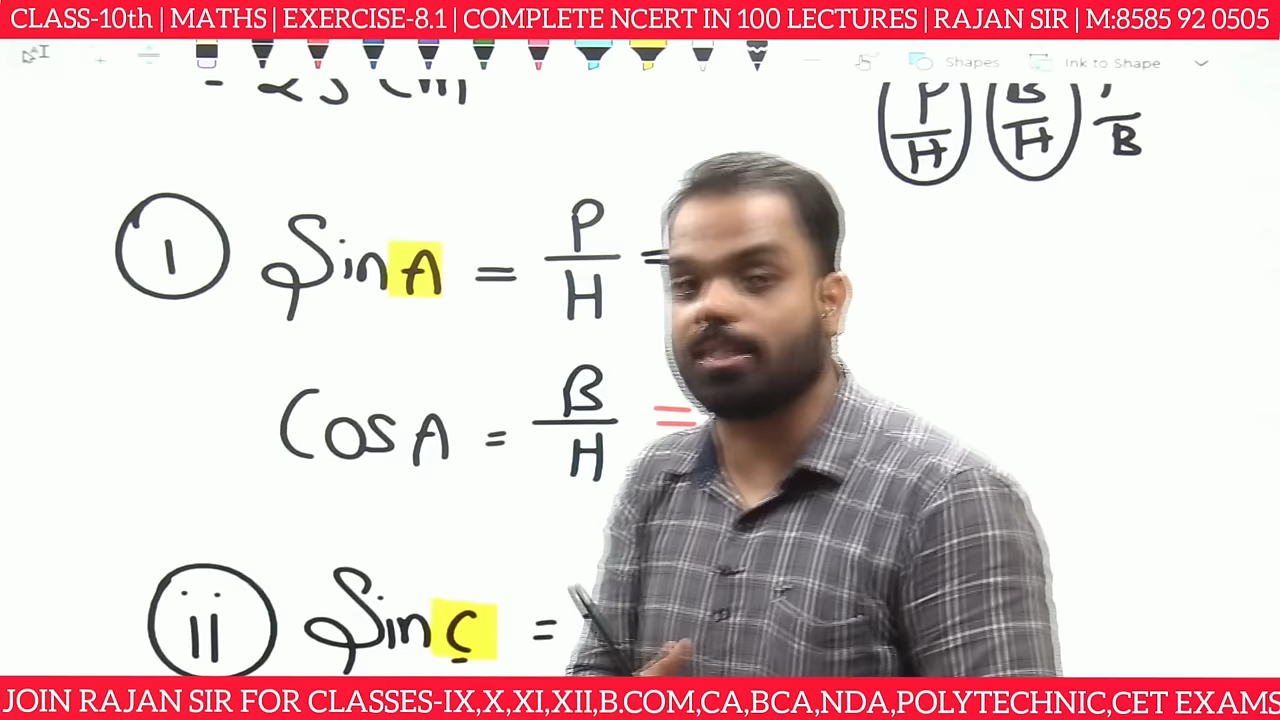 CLASS-10th | MATHS | EXERCISE-8.1 | COMPLETE NCERT IN 100 LECTURES | RAJAN SIR | M:8585 92 0505
Shapes Ink to Shape
P/H B/H /B
i Sin A = P/H =
Cos A = B/H =
ii Sin C =
JOIN RAJAN SIR FOR CLASSES-IX,X,XI,XII,B.COM,CA,BCA,NDA,POLYTECHNIC,CET EXAMS